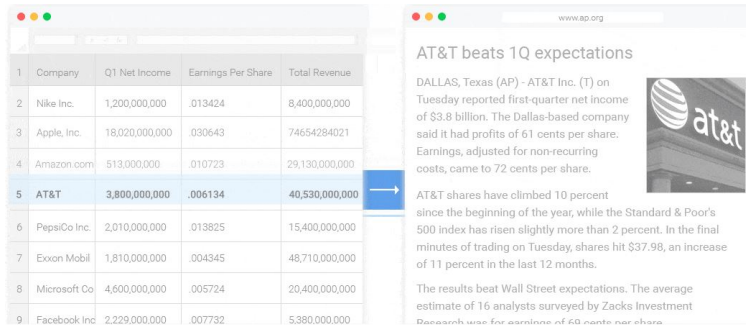 1 Company Q1 Net Income Earnings Per Share Total Revenue
2 Nike Inc. 1,200,000,000 .013424 8,400,000,000
3 Apple, Inc. 18,020,000,000 .030643 74654284021
4 Amazon.com 513,000,000 .010723 29,130,000,000
5 AT&T 3,800,000,000 .006134 40,530,000,000
6 PepsiCo Inc. 2,010,000,000 .013825 15,400,000,000
7 Exxon Mobil 1,810,000,000 .004345 48,710,000,000
8 Microsoft Co 4,600,000,000 .005724 20,400,000,000
9 Facebook Inc 2,229,000,000 .007732 5,380,000,000
www.ap.org
AT&T beats 1Q expectations
DALLAS, Texas (AP) - AT&T Inc. (T) on
Tuesday reported first-quarter net income
of $3.8 billion. The Dallas-based company
said it had profits of 61 cents per share.
Earnings, adjusted for non-recurring
costs, came to 72 cents per share.
at&t
AT&T shares have climbed 10 percent
since the beginning of the year, while the Standard & Poor's
500 index has risen slightly more than 2 percent. In the final
minutes of trading on Tuesday, shares hit $37.98, an increase
of 11 percent in the last 12 months.
The results beat Wall Street expectations. The average
estimate of 16 analysts surveyed by Zacks Investment
Research was for earnings of 69 cents per share